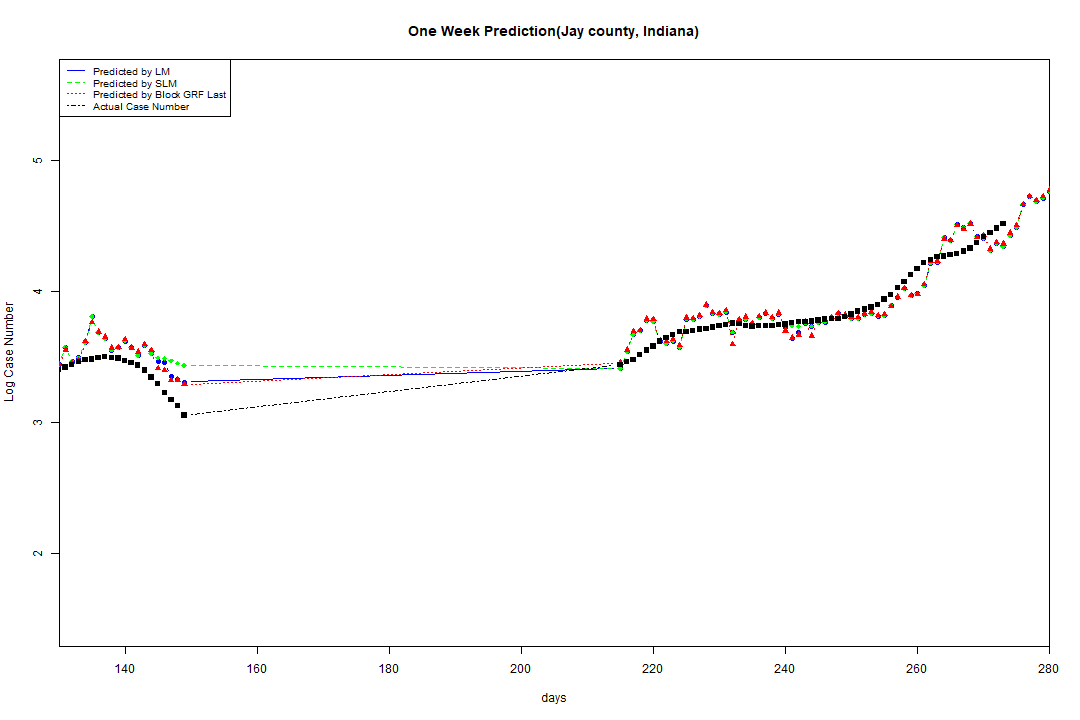 One Week Prediction(Jay county, Indiana)
Predicted by LM
Predicted by SLM
Predicted by Block GRF Last
Actual Case Number
5
4
3
2
Log Case Number
140 160 180 200 220 240 260 280
days